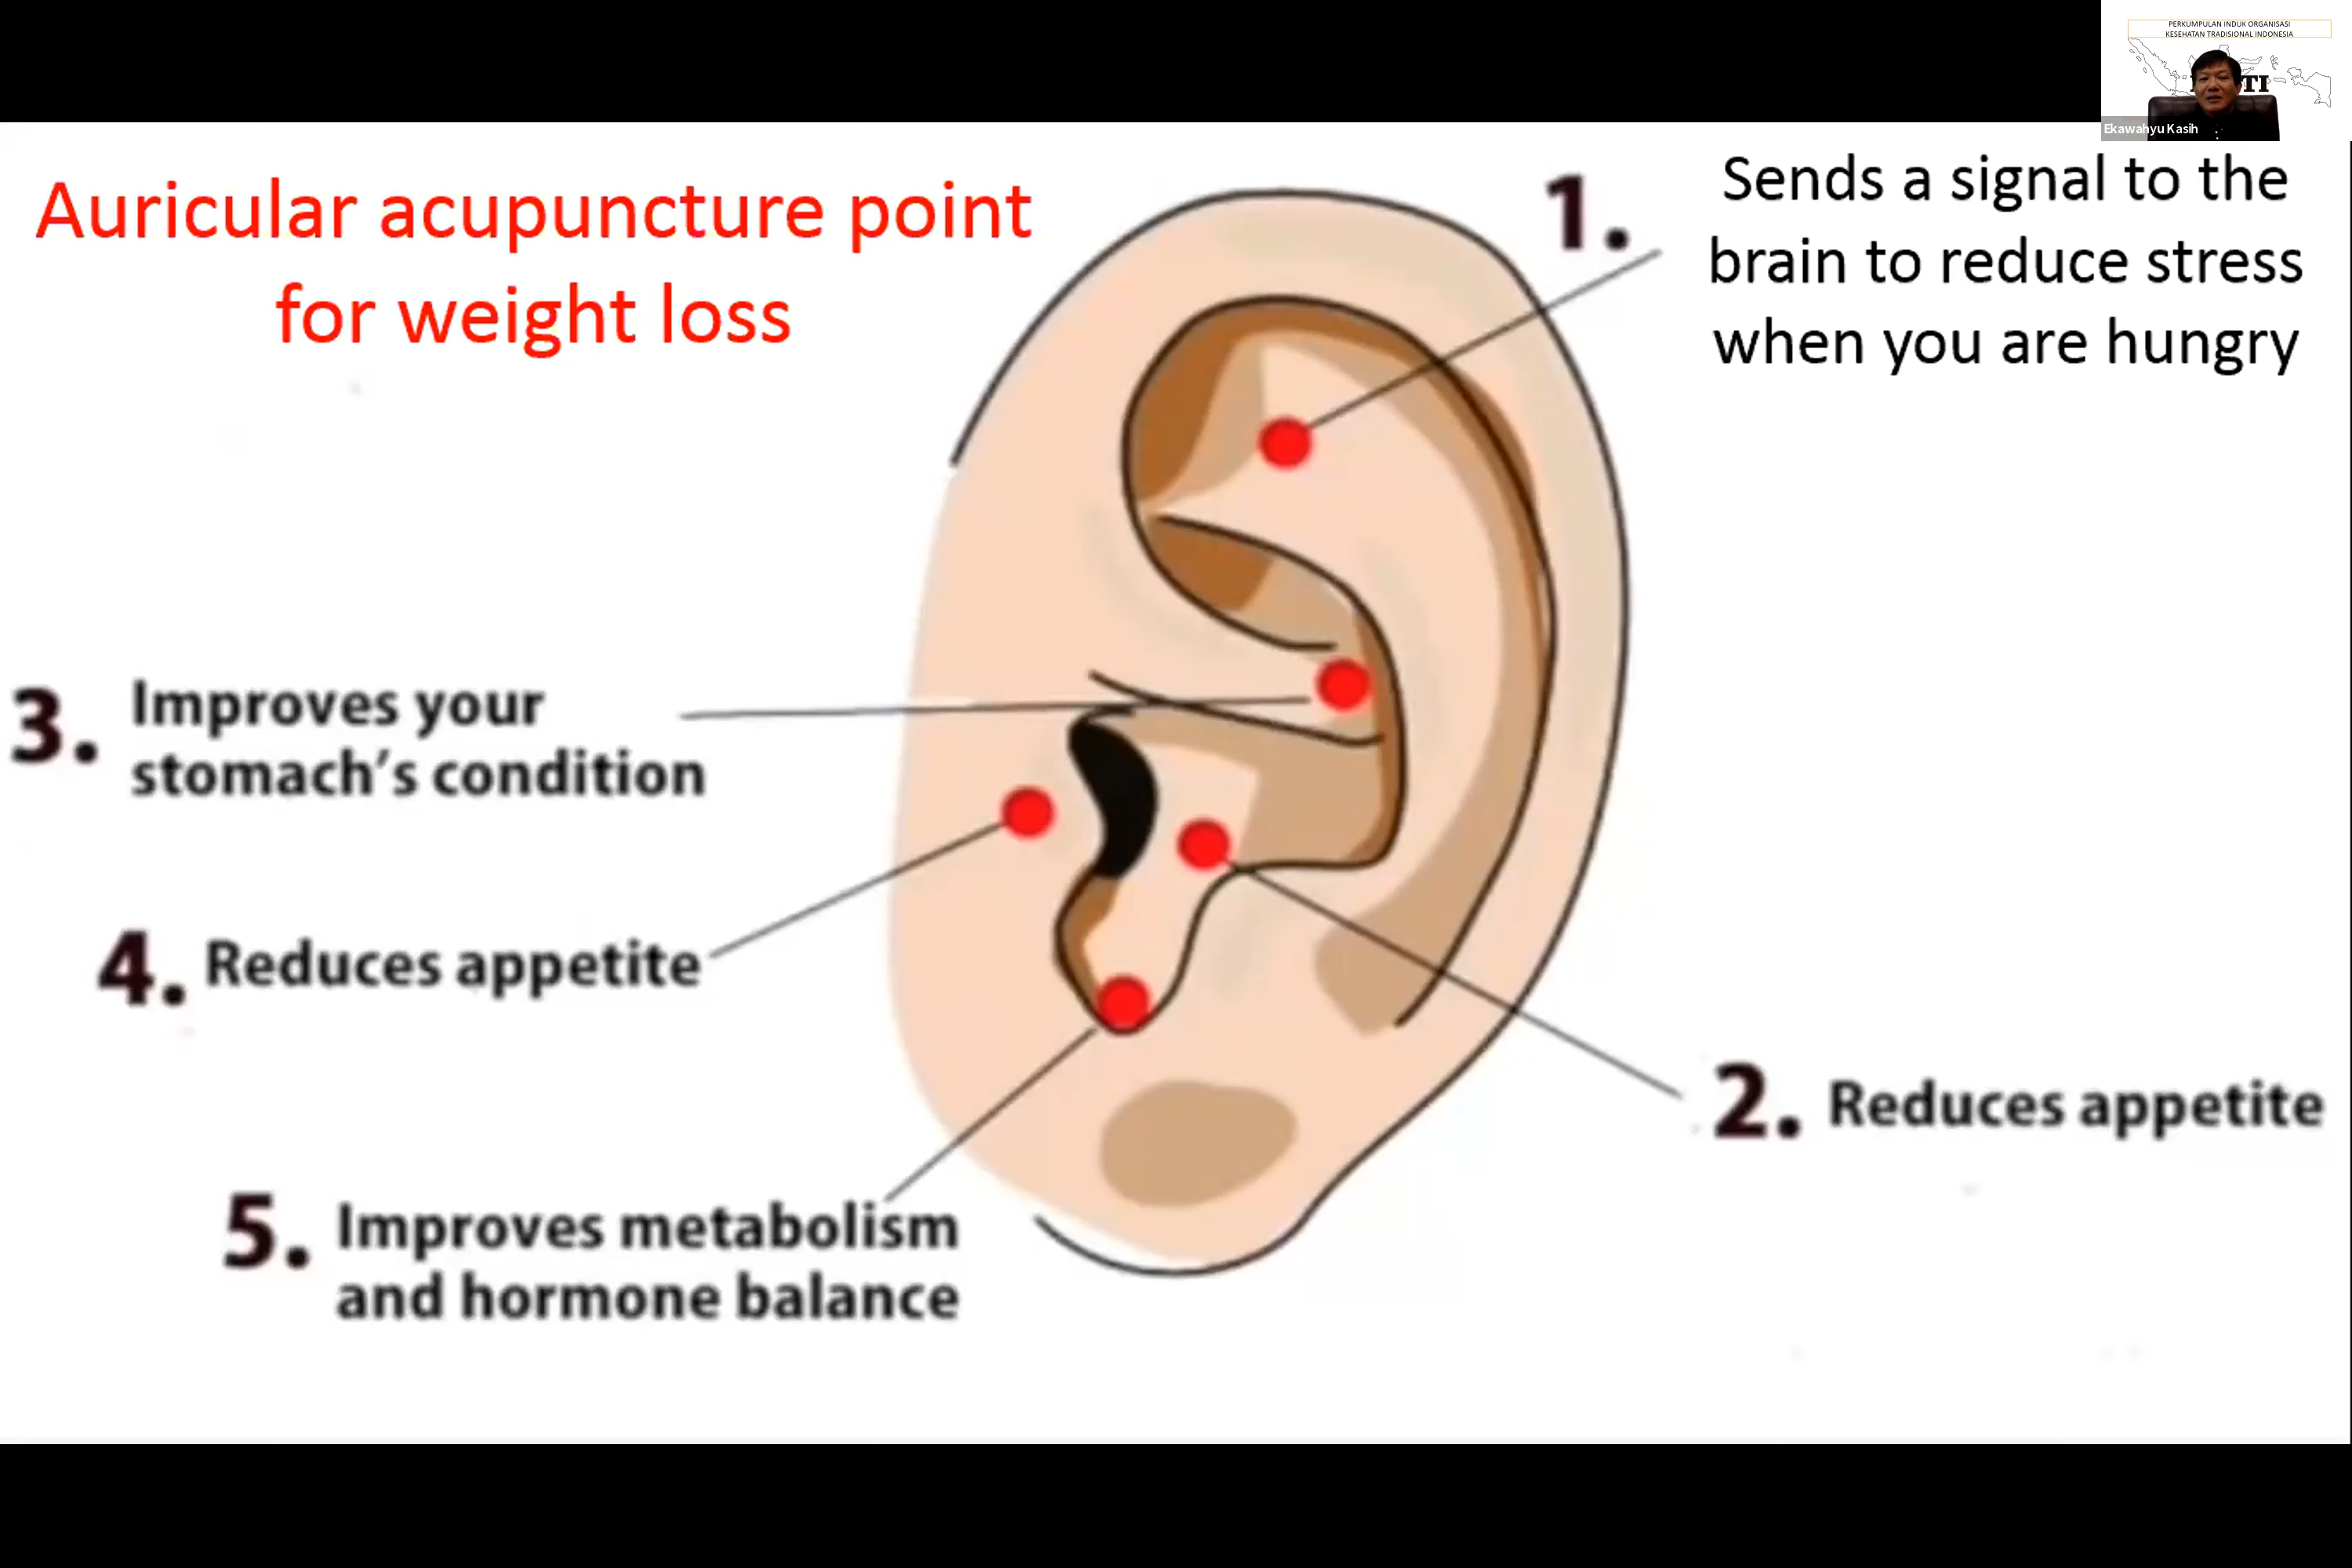 PERKUMPULAN INDUK ORGANISASI
KESEHATAN TRADISIONAL INDONESIA
Ekawahyu Kasih
Auricular acupuncture point
for weight loss
1.
Sends a signal to the
brain to reduce stress
when you are hungry
3.
Improves your
stomach's condition
4.
Reduces appetite
2.
Reduces appetite
5.
Improves metabolism
and hormone balance